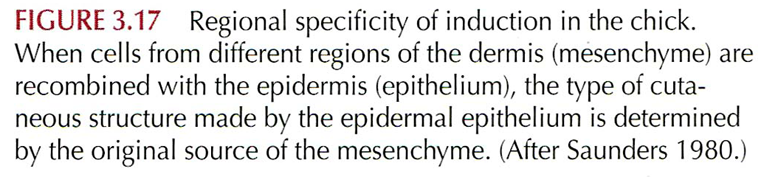 FIGURE 3.17 Regional specificity of induction in the chick.
When cells from different regions of the dermis (mesenchyme) are
recombined with the epidermis (epithelium), the type of cuta-
neous structure made by the epidermal epithelium is determined
by the original source of the mesenchyme. (After Saunders 1980.)